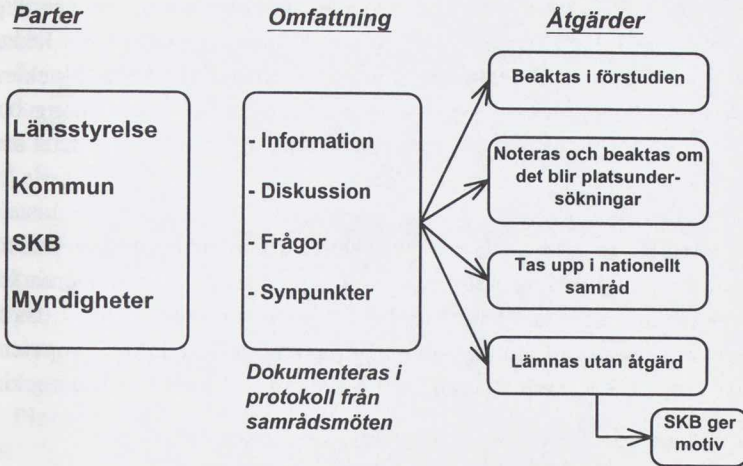 Parter
Länsstyrelse
Kommun
SKB
Myndigheter
Omfattning
- Information
- Diskussion
- Frågor
- Synpunkter
Dokumenteras i
protokoll från
samrådsmöten
Åtgärder
Beaktas i förstudien
Noteras och beaktas om
det blir platsunder-
sökningar
Tas upp i nationellt
samråd
Lämnas utan åtgärd
SKB ger
motiv